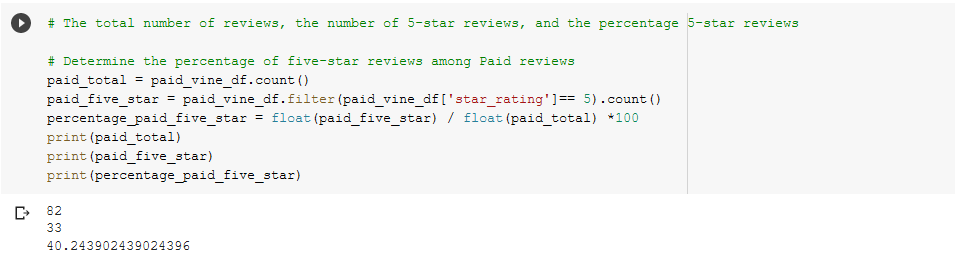 # The total number of reviews, the number of 5-star reviews, and the percentage 5-star reviews
# Determine the percentage of five-star reviews among Paid reviews
paid_total = paid_vine_df.count()
paid_five_star = paid_vine_df.filter(paid_vine_df['star_rating']== 5).count()
percentage_paid_five_star = float(paid_five_star) / float(paid_total) *100
print(paid_total)
print(paid_five_star)
print(percentage_paid_five_star)
82
33
40.243902439024396